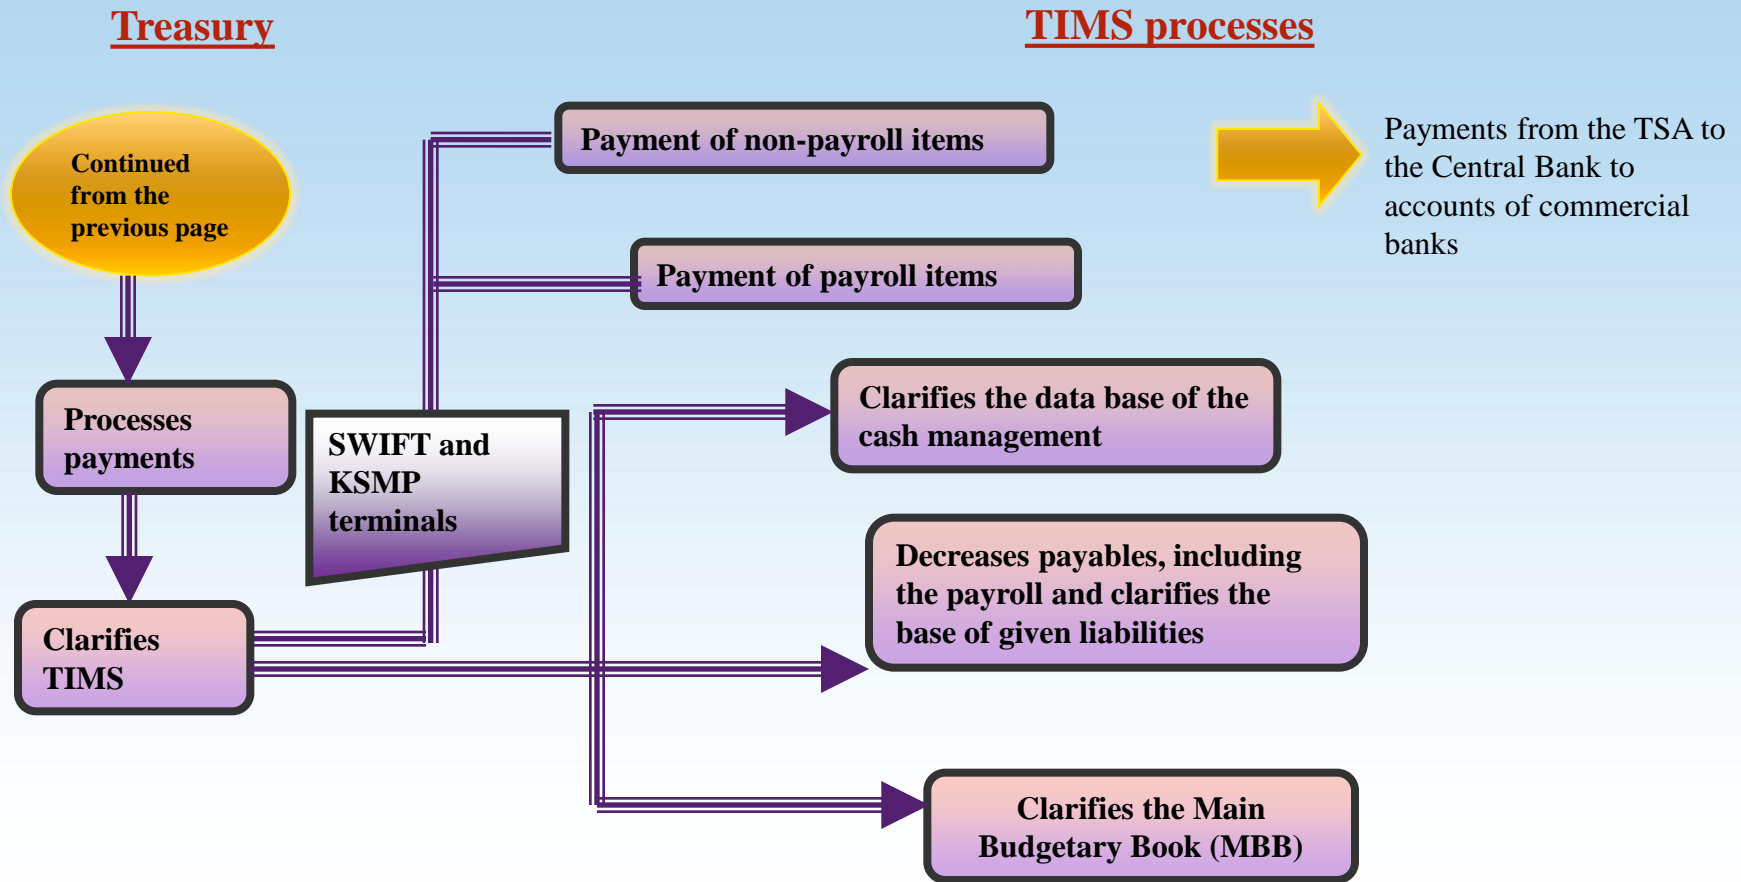 Treasury
TIMS processes
Continued
from the
previous page
Payment of non-payroll items
Payments from the TSA to
the Central Bank to
accounts of commercial
banks
Payment of payroll items
Processes
payments
SWIFT and
KSMP
terminals
Clarifies the data base of the
cash management
Decreases payables, including
the payroll and clarifies the
base of given liabilities
Clarifies
TIMS
Clarifies the Main
Budgetary Book (MBB)